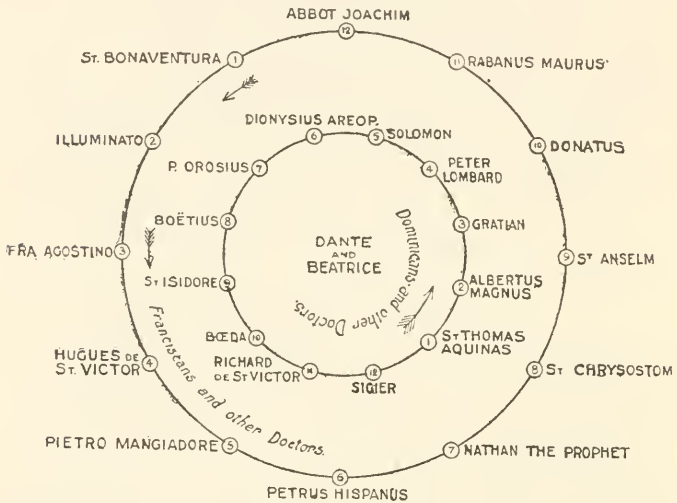 ABBOT JOACHIM
12
ST. BONAVENTURA 1
11 RABANUS MAURUS
ILLUMINATO 2
10 DONATUS
DIONYSIUS AREOP.
6
5 SOLOMON
P. OROSIUS 7
4 PETER
LOMBARD
BOËTIUS 8
3 GRATIAN
FRA AGOSTINO 3
9 ST ANSELM
DANTE
AND
BEATRICE
Dominicans and other Doctors.
ST ISIDORE 9
2 ALBERTUS
MAGNUS
BŒDA 10
1 ST THOMAS
AQUINAS
RICHARD
DE ST VICTOR 11
12
SIGIER
HUGUES DE
ST. VICTOR 4
8 ST CHRYSOSTOM
Franciscans and other Doctors.
PIETRO MANGIADORE 5
7 NATHAN THE PROPHET
6
PETRUS HISPANUS